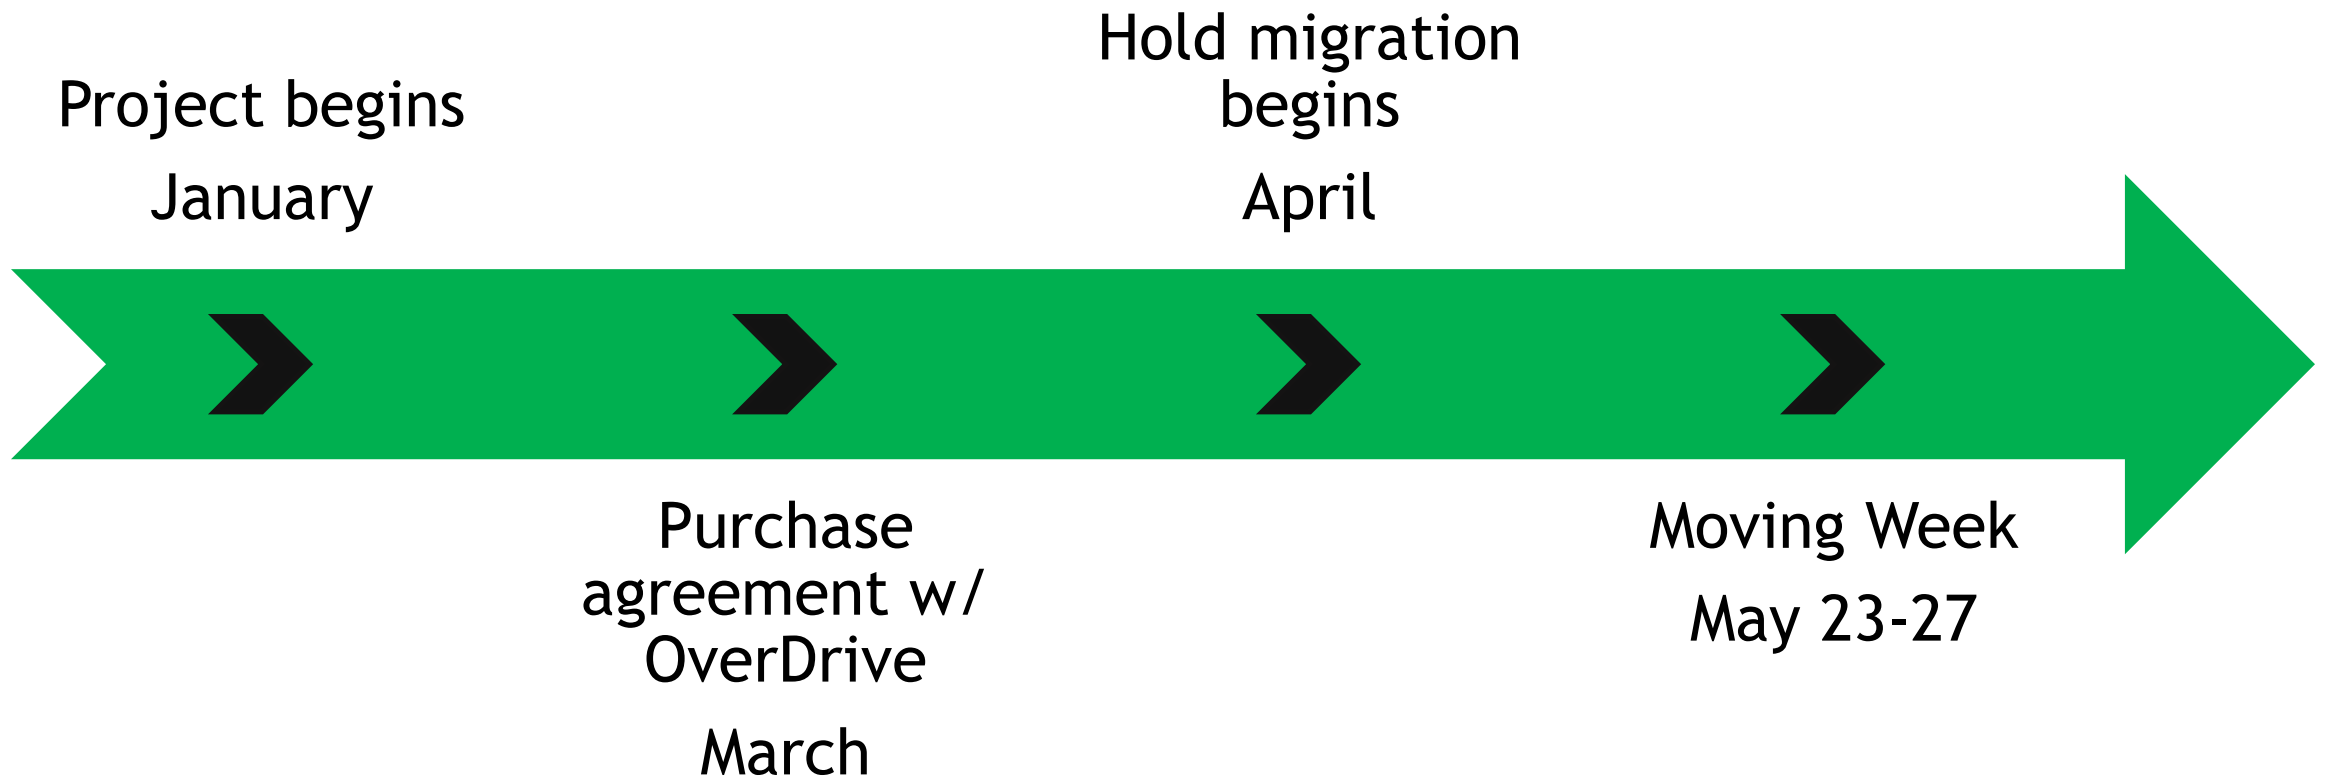 Project begins
January
Purchase
agreement w/
OverDrive
March
Hold migration
begins
April
Moving Week
May 23-27